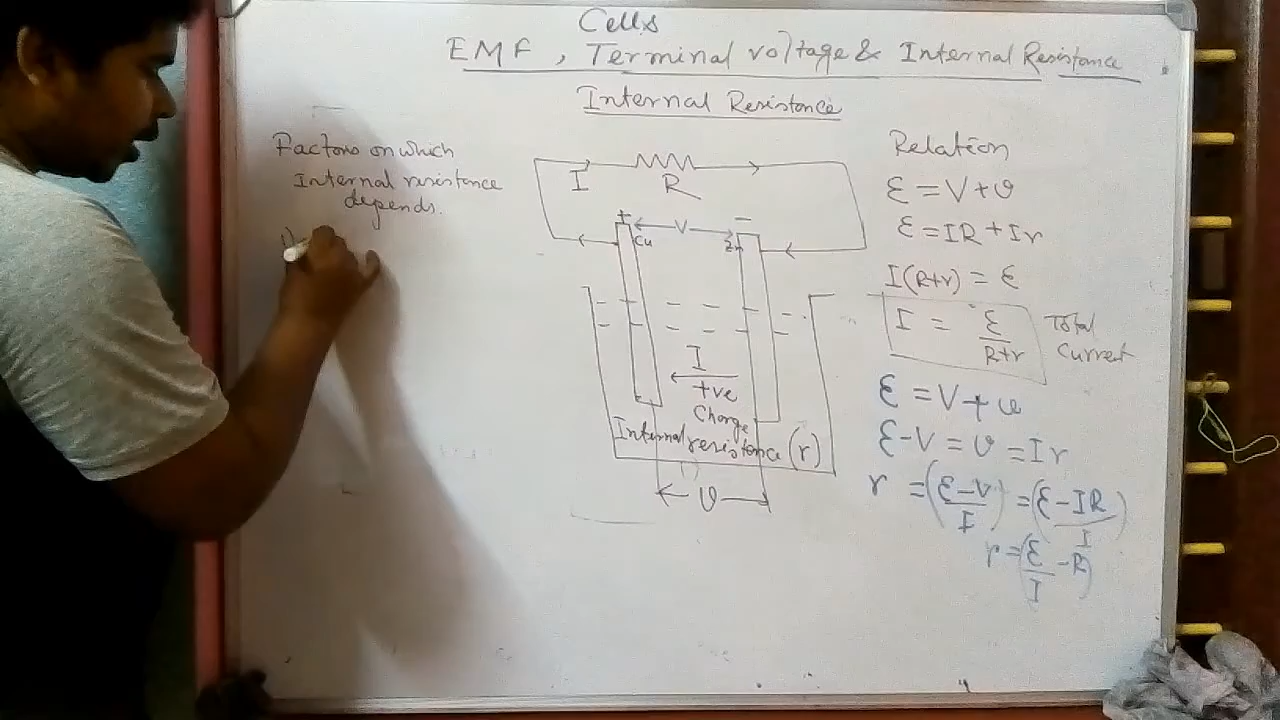 Cells
EMF, Terminal voltage & Internal Resistance
Internal Resistance
Factors on which
Internal resistance
depends.
1)
I
R
+
V
−
Cu
Zn
I
+ve
Charge
Internal resistance (r)
v
Relation
Ɛ = V + v
Ɛ = IR + Ir
I(R+r) = Ɛ
I = Ɛ/(R+r) Total Current
Ɛ = V + v
Ɛ-V = v = Ir
r = (Ɛ-V/I) = (Ɛ-IR/I)
r = (Ɛ/I - R)